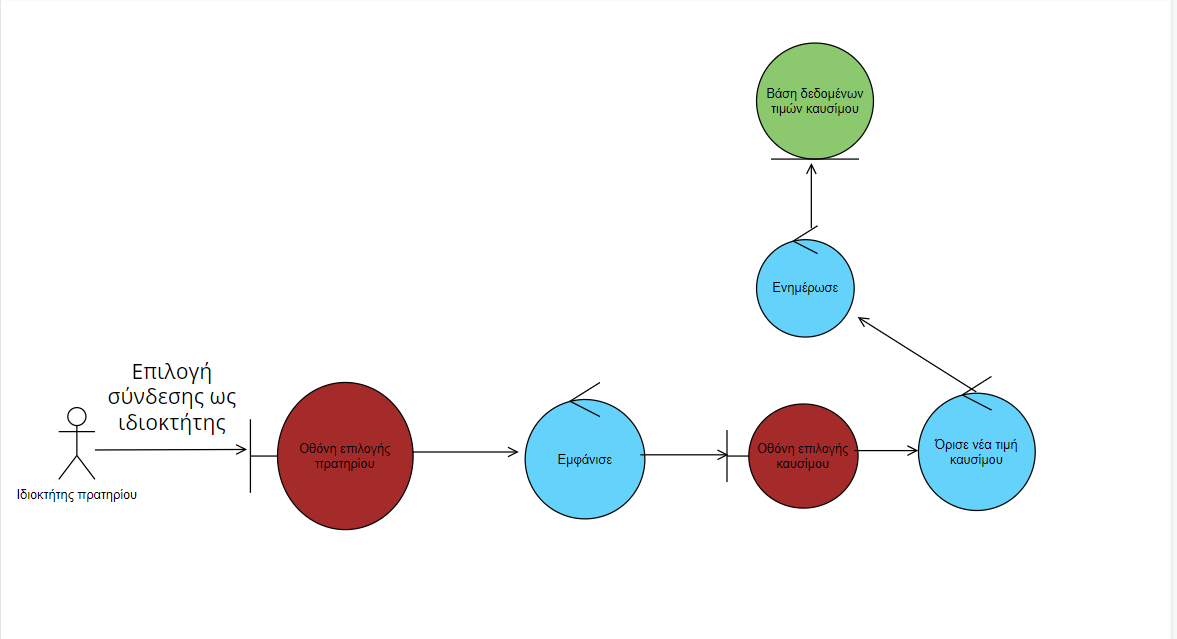 Βάση δεδομένων
τιμών καυσίμου
Ενημέρωσε
Επιλογή
σύνδεσης ως
ιδιοκτήτης
Ιδιοκτήτης πρατηρίου
Οθόνη επιλογής
πρατηρίου
Εμφάνισε
Οθόνη επιλογής
καυσίμου
Όρισε νέα τιμή
καυσίμου